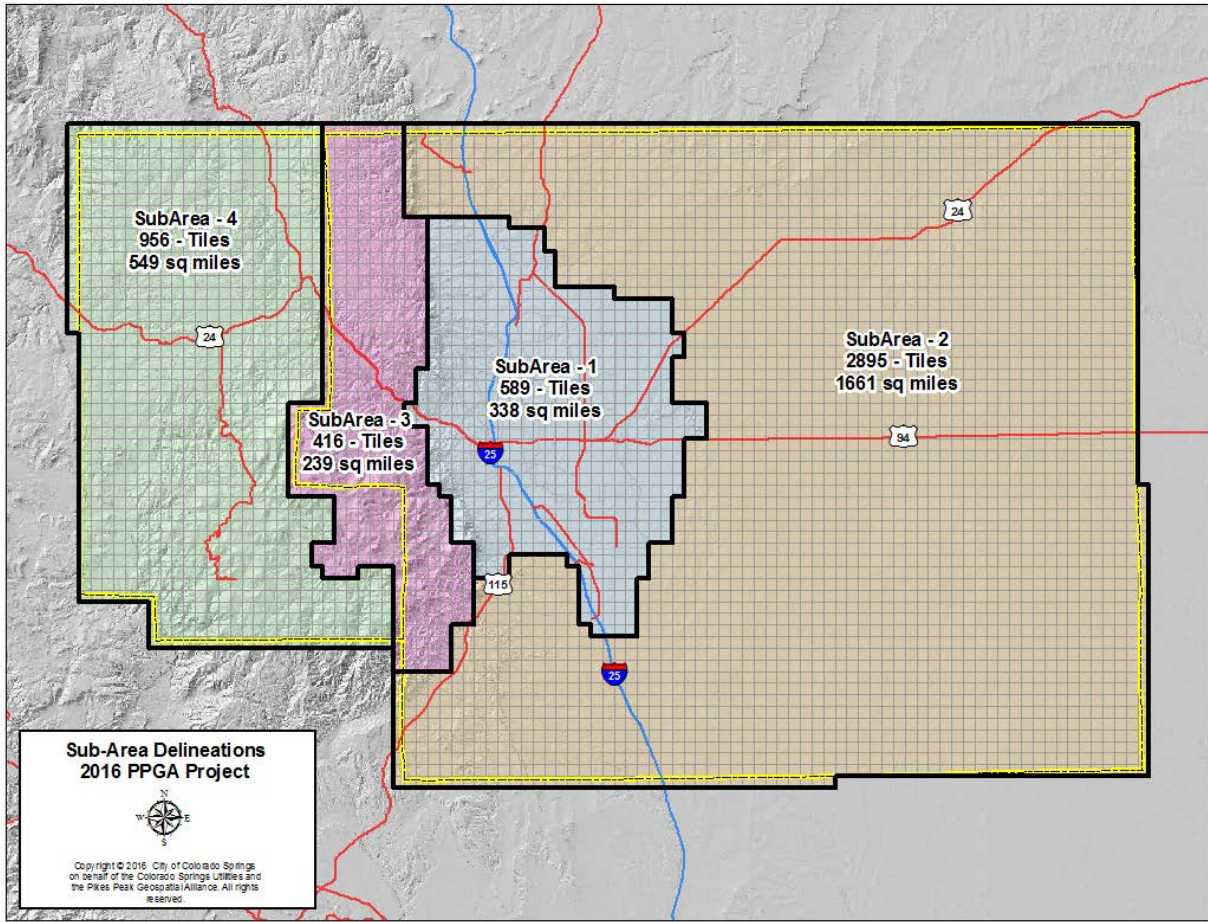 SubArea - 4
956 - Tiles
549 sq miles
24
24
SubArea - 2
2895 - Tiles
1661 sq miles
SubArea - 1
589 - Tiles
338 sq miles
SubArea - 3
416 - Tiles
239 sq miles
94
25
115
25
Sub-Area Delineations
2016 PPGA Project
N
W
E
S
Copyright © 2016 City of Colorado Springs
on behalf of the Colorado Springs Utilities and
the Pikes Peak Geospatial Alliance. All rights
reserved.